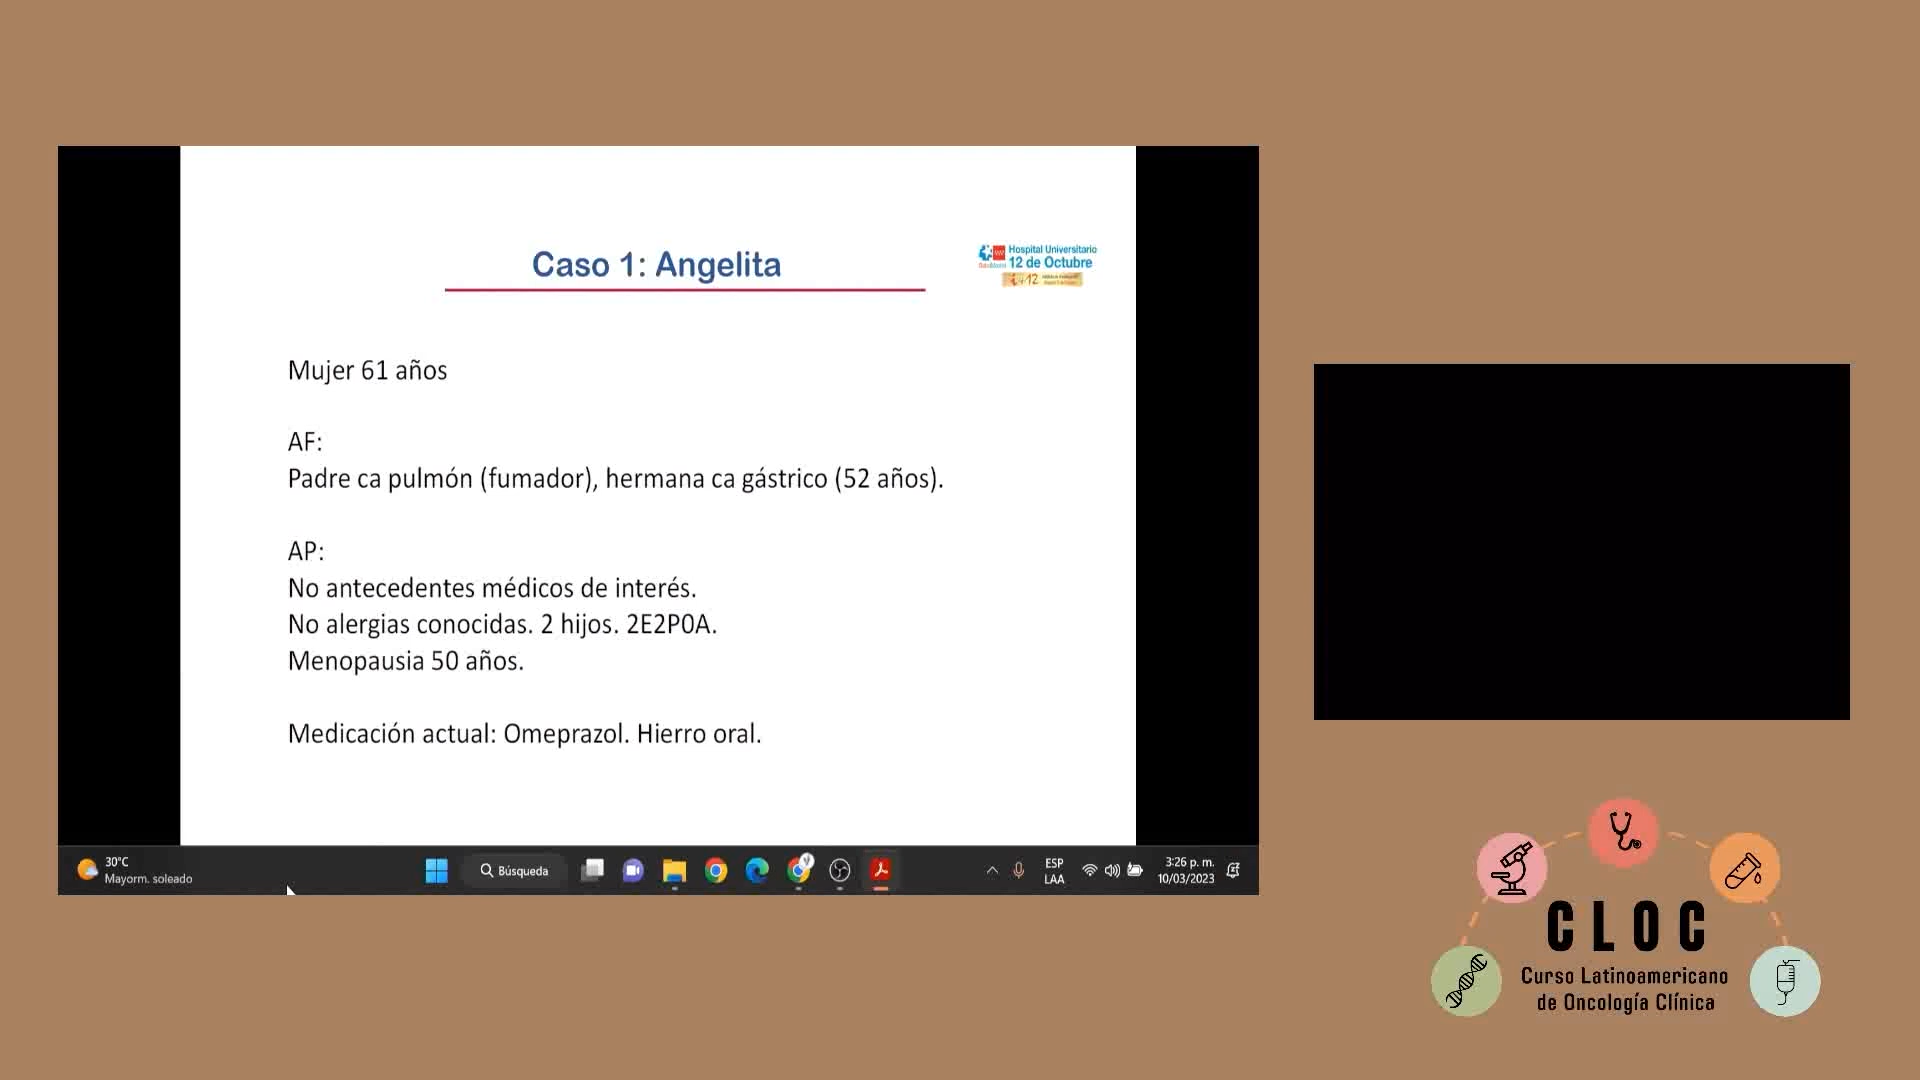 Caso 1: Angelita
Hospital Universitario
12 de Octubre
i+12
Mujer 61 años
AF:
Padre ca pulmón (fumador), hermana ca gástrico (52 años).
AP:
No antecedentes médicos de interés.
No alergias conocidas. 2 hijos. 2E2P0A.
Menopausia 50 años.
Medicación actual: Omeprazol. Hierro oral.
30°C
Mayorm. soleado
Búsqueda
ESP
LAA
3:26 p. m.
10/03/2023
CLOC
Curso Latinoamericano
de Oncología Clínica